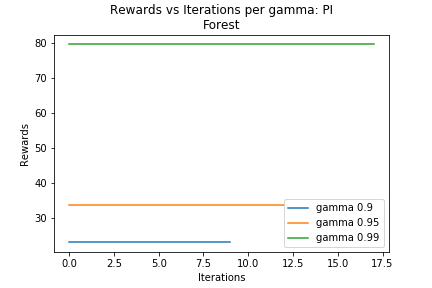 Rewards vs Iterations per gamma: PI
Forest
80
70
60
50
40
30
Rewards
gamma 0.9
gamma 0.95
gamma 0.99
0.0 2.5 5.0 7.5 10.0 12.5 15.0 17.5
Iterations